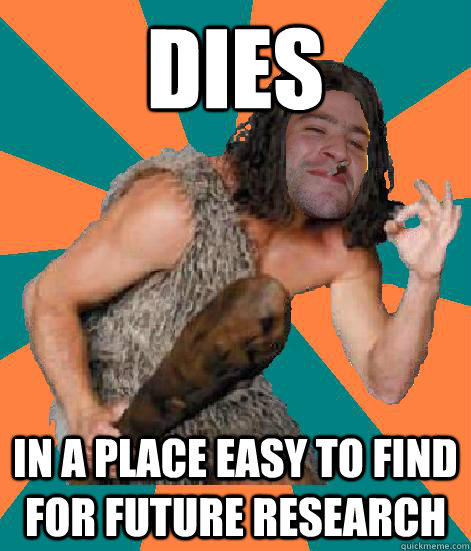 DIES
IN A PLACE EASY TO FIND
FOR FUTURE RESEARCH
quickmeme.com